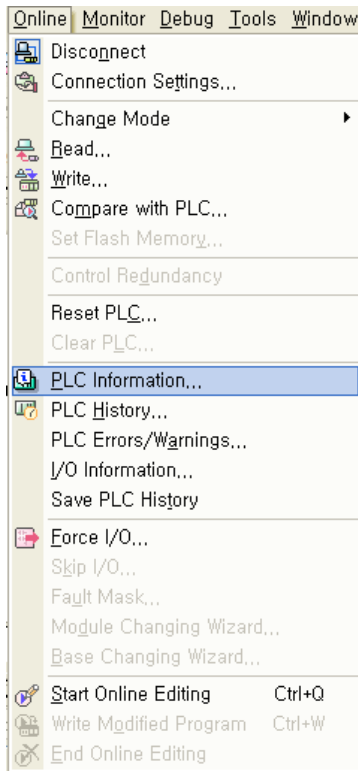 Online Monitor Debug Tools Window
Disconnect
Connection Settings...
Change Mode
Read...
Write...
Compare with PLC...
Set Flash Memory...
Control Redundancy
Reset PLC...
Clear PLC...
PLC Information...
PLC History...
PLC Errors/Warnings...
I/O Information...
Save PLC History
Force I/O...
Skip I/O...
Fault Mask...
Module Changing Wizard...
Base Changing Wizard...
Start Online Editing Ctrl+Q
Write Modified Program Ctrl+W
End Online Editing